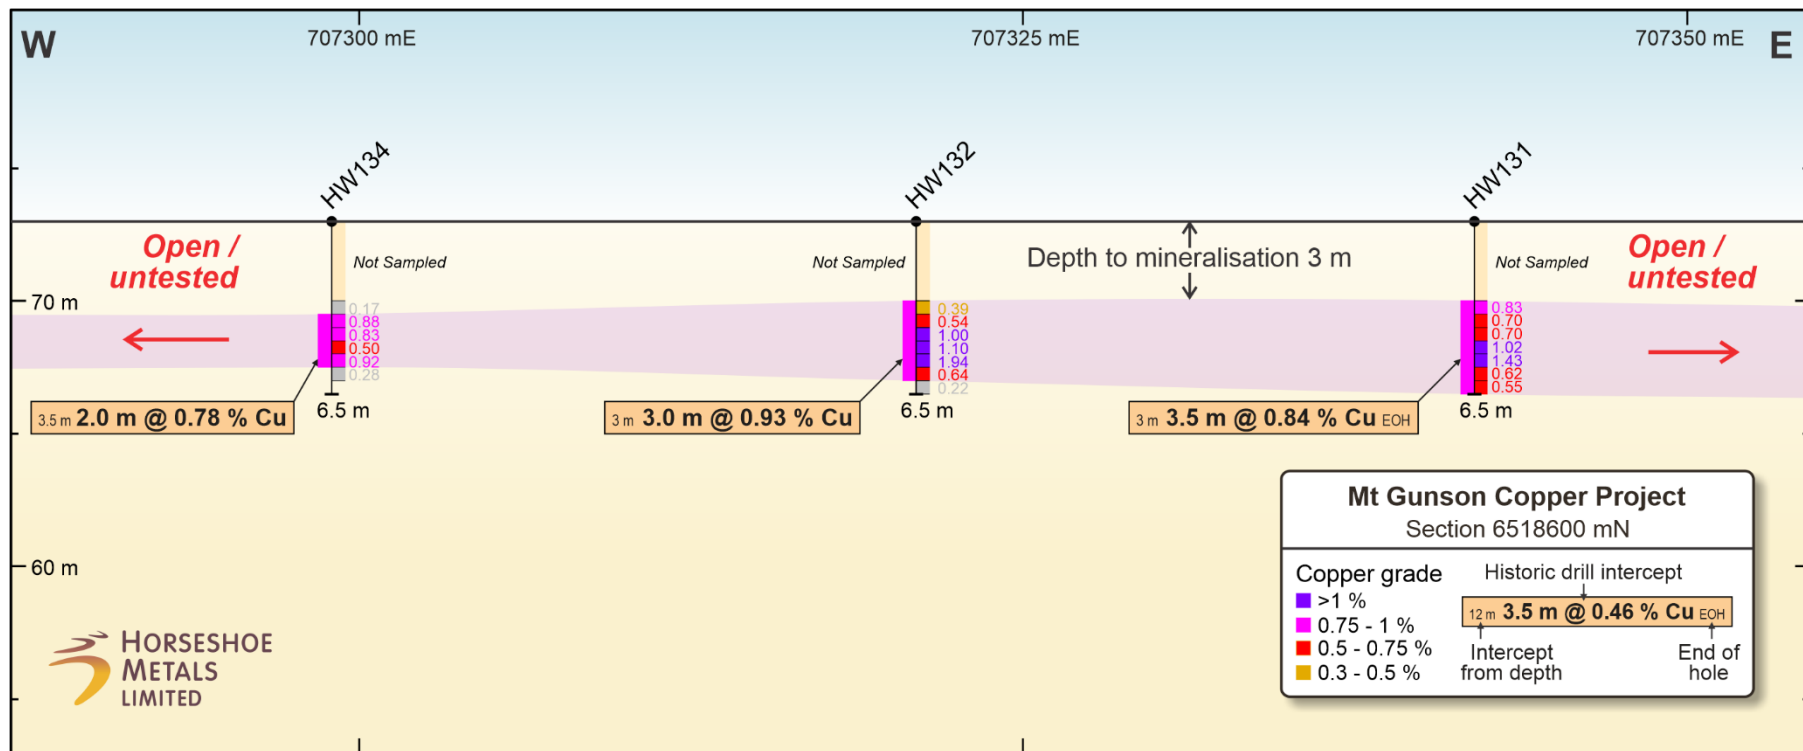 W
707300 mE
707325 mE
707350 mE
E
HW134
HW132
HW131
Open /
untested
Not Sampled
Not Sampled
Depth to mineralisation 3 m
Not Sampled
Open /
untested
70 m
0.17
0.88
0.83
0.50
0.92
0.28
0.39
0.54
1.00
1.10
1.94
0.64
0.22
0.83
0.70
0.70
1.02
1.43
0.62
0.55
3.5 m 2.0 m @ 0.78 % Cu
6.5 m
3 m 3.0 m @ 0.93 % Cu
6.5 m
3 m 3.5 m @ 0.84 % Cu EOH
6.5 m
60 m
Mt Gunson Copper Project
Section 6518600 mN
Copper grade
>1 %
0.75 - 1 %
0.5 - 0.75 %
0.3 - 0.5 %
Historic drill intercept
12 m 3.5 m @ 0.46 % Cu EOH
Intercept
from depth
End of
hole
HORSESHOE
METALS
LIMITED